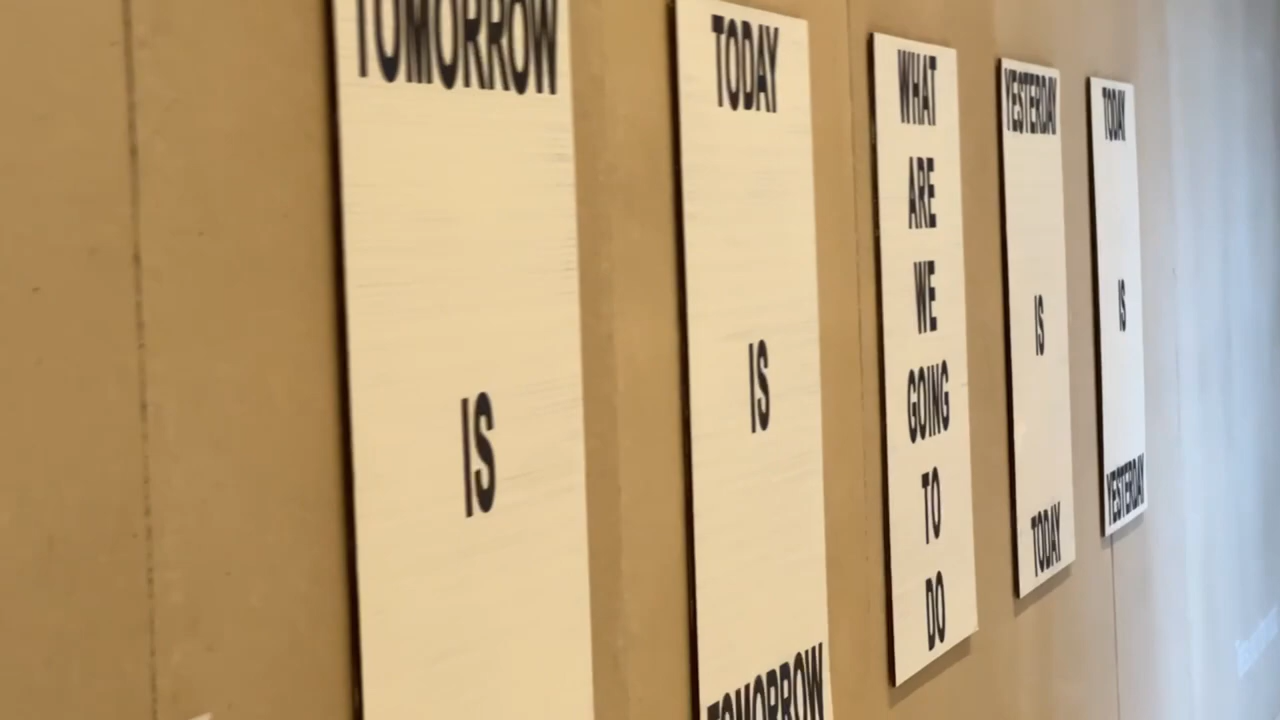 TOMORROW
IS
TODAY
IS
TOMORROW
WHAT
ARE
WE
GOING
TO
DO
YESTERDAY
IS
TODAY
TODAY
IS
YESTERDAY